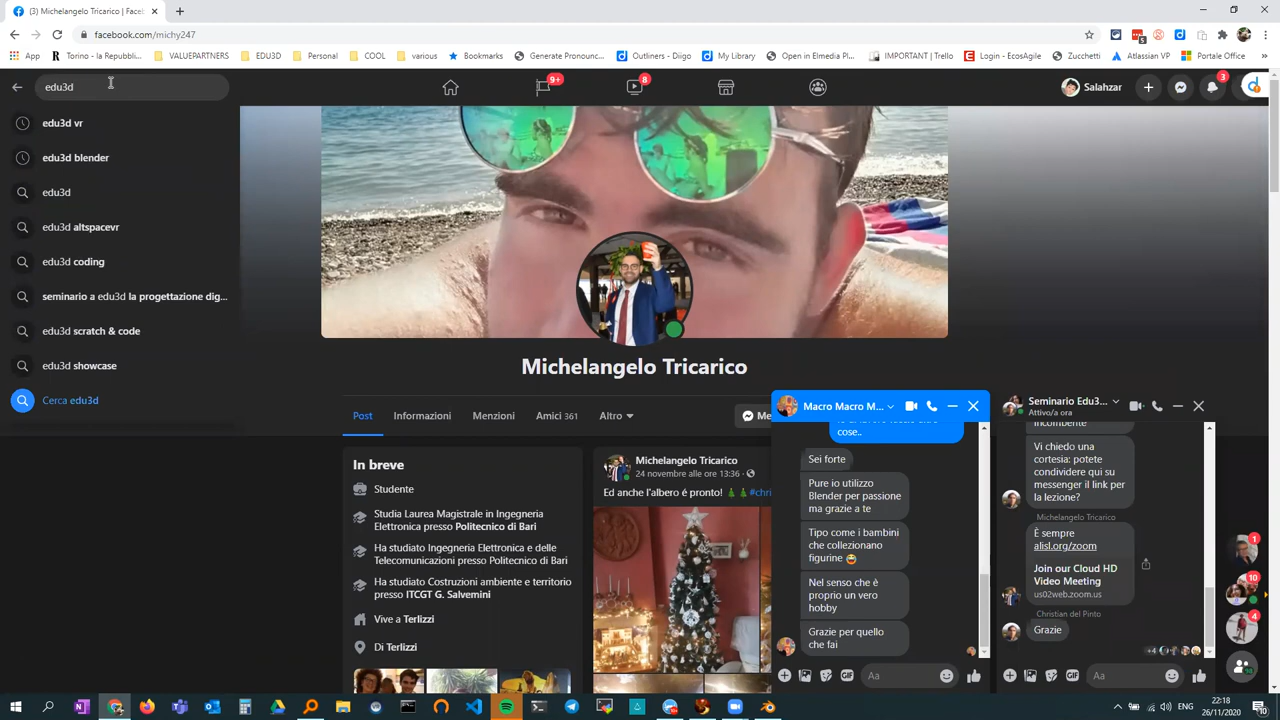 (3) Michelangelo Tricarico | Face
facebook.com/michy247
App
Torino - la Repubbli...
VALUEPARTNERS
EDU3D
Personal
COOL
various
Bookmarks
Generate Pronounc...
Outliners - Diigo
My Library
Open in Elmedia Pl...
IMPORTANT | Trello
Login - EcosAgile
Zucchetti
Atlassian VP
Portale Office
edu3d
9+
8
Salahzar
3
edu3d vr
edu3d blender
edu3d
edu3d altspacevr
edu3d coding
seminario a edu3d la progettazione dig...
edu3d scratch & code
edu3d showcase
Cerca edu3d
Michelangelo Tricarico
Post
Informazioni
Menzioni
Amici 361
Altro
Me
In breve
Studente
Studia Laurea Magistrale in Ingegneria
Elettronica presso Politecnico di Bari
Ha studiato Ingegneria Elettronica e delle
Telecomunicazioni presso Politecnico di Bari
Ha studiato Costruzioni ambiente e territorio
presso ITCGT G. Salvemini
Vive a Terlizzi
Di Terlizzi
Michelangelo Tricarico
24 novembre alle ore 13:36
Ed anche l'albero é pronto! 🎄🎄#chri
Macro Macro M...
cose..
Sei forte
Pure io utilizzo
Blender per passione
ma grazie a te
Tipo come i bambini
che collezionano
figurine 😂
Nel senso che è
proprio un vero
hobby
Grazie per quello
che fai
Aa
Seminario Edu3...
Attivo/a ora
incombente
Vi chiedo una
cortesia: potete
condividere qui su
messenger il link per
la lezione?
Michelangelo Tricarico
È sempre
alisl.org/zoom
Join our Cloud HD
Video Meeting
us02web.zoom.us
Christian del Pinto
Grazie
+4
Aa
1
10
4
ENG
22:18
26/11/2020